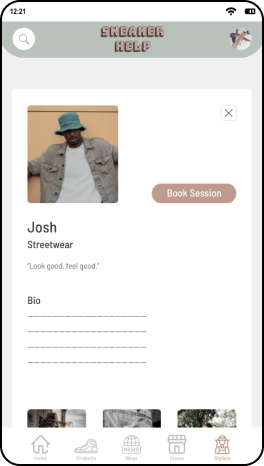 12:21
SNEAKER
HELP
Book Session
Josh
Streetwear
"Look good, feel good."
Bio
Home Products News Stores Stylists